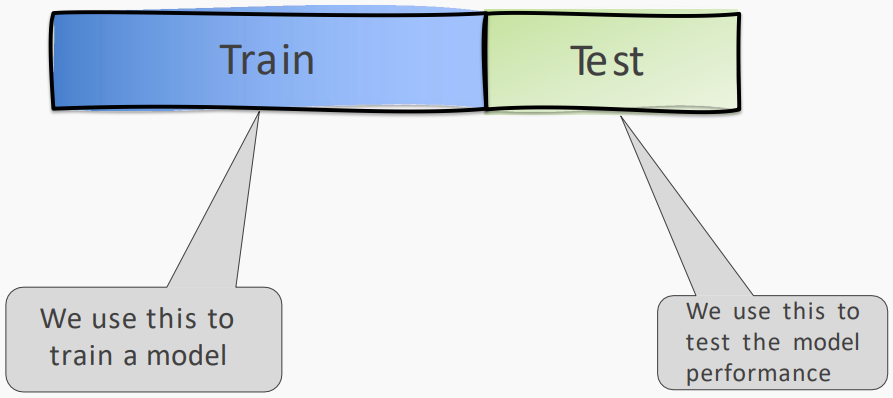 Train
Test
We use this to
train a model
We use this to
test the model
performance